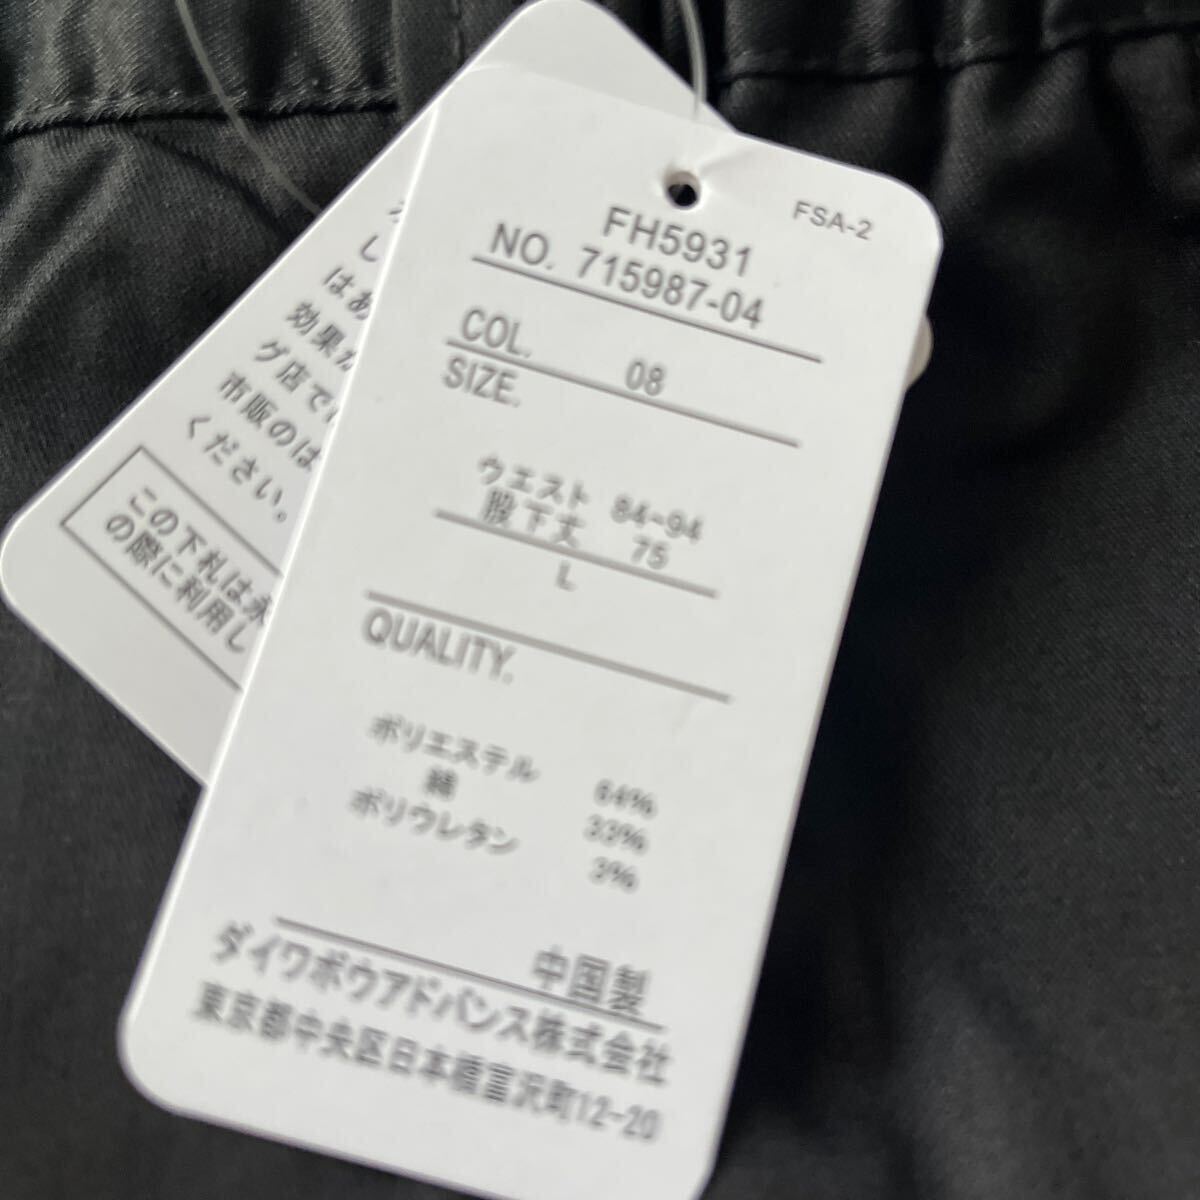 FSA-2
FH5931
NO. 715987-04
COL. 08
SIZE.
ウエスト 84-94
股下丈 75
L
QUALITY.
ポリエステル 64%
綿 33%
ポリウレタン 3%
中国製
ダイワボウアドバンス株式会社
東京都中央区日本橋富沢町12-20
し
はあ
効果が
グ店で
市販のは
ください。
この下札は永
の際に利用し